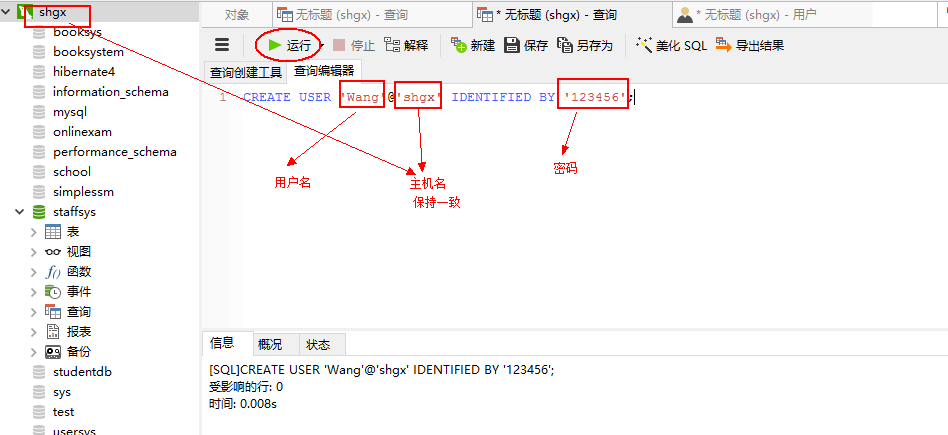 shgx
booksys
booksystem
hibernate4
information_schema
mysql
onlinexam
performance_schema
school
simplessm
staffsys
表
视图
函数
事件
查询
报表
备份
studentdb
sys
test
usersys
对象
无标题 (shgx) - 查询
* 无标题 (shgx) - 查询
* 无标题 (shgx) - 用户
运行
停止
解释
新建
保存
另存为
美化 SQL
导出结果
查询创建工具
查询编辑器
1 CREATE USER 'Wang'@'shgx' IDENTIFIED BY '123456';
用户名
主机名
保持一致
密码
信息
概况
状态
[SQL]CREATE USER 'Wang'@'shgx' IDENTIFIED BY '123456';
受影响的行: 0
时间: 0.008s